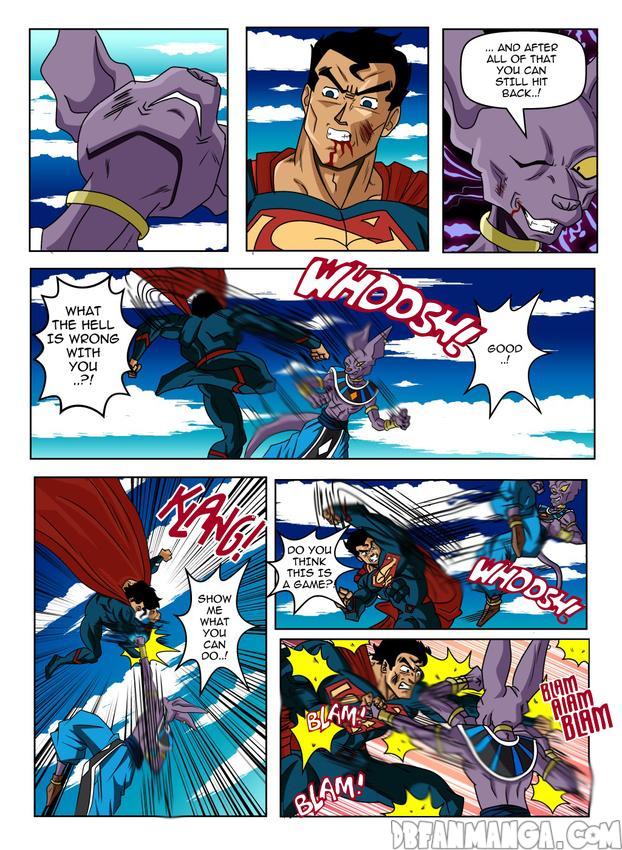 ... AND AFTER
ALL OF THAT
YOU CAN
STILL HIT
BACK..!
WHAT
THE HELL
IS WRONG
WITH
YOU
..?!
WHOOSH!
GOOD
..!
KLANG!
SHOW
ME
WHAT
YOU
CAN
DO..!
DO YOU
THINK
THIS IS
A GAME?!
WHOOSH!
BLAM!
BLAM!
BLAM
ALAM
BLAM
DBFANMANGA.COM